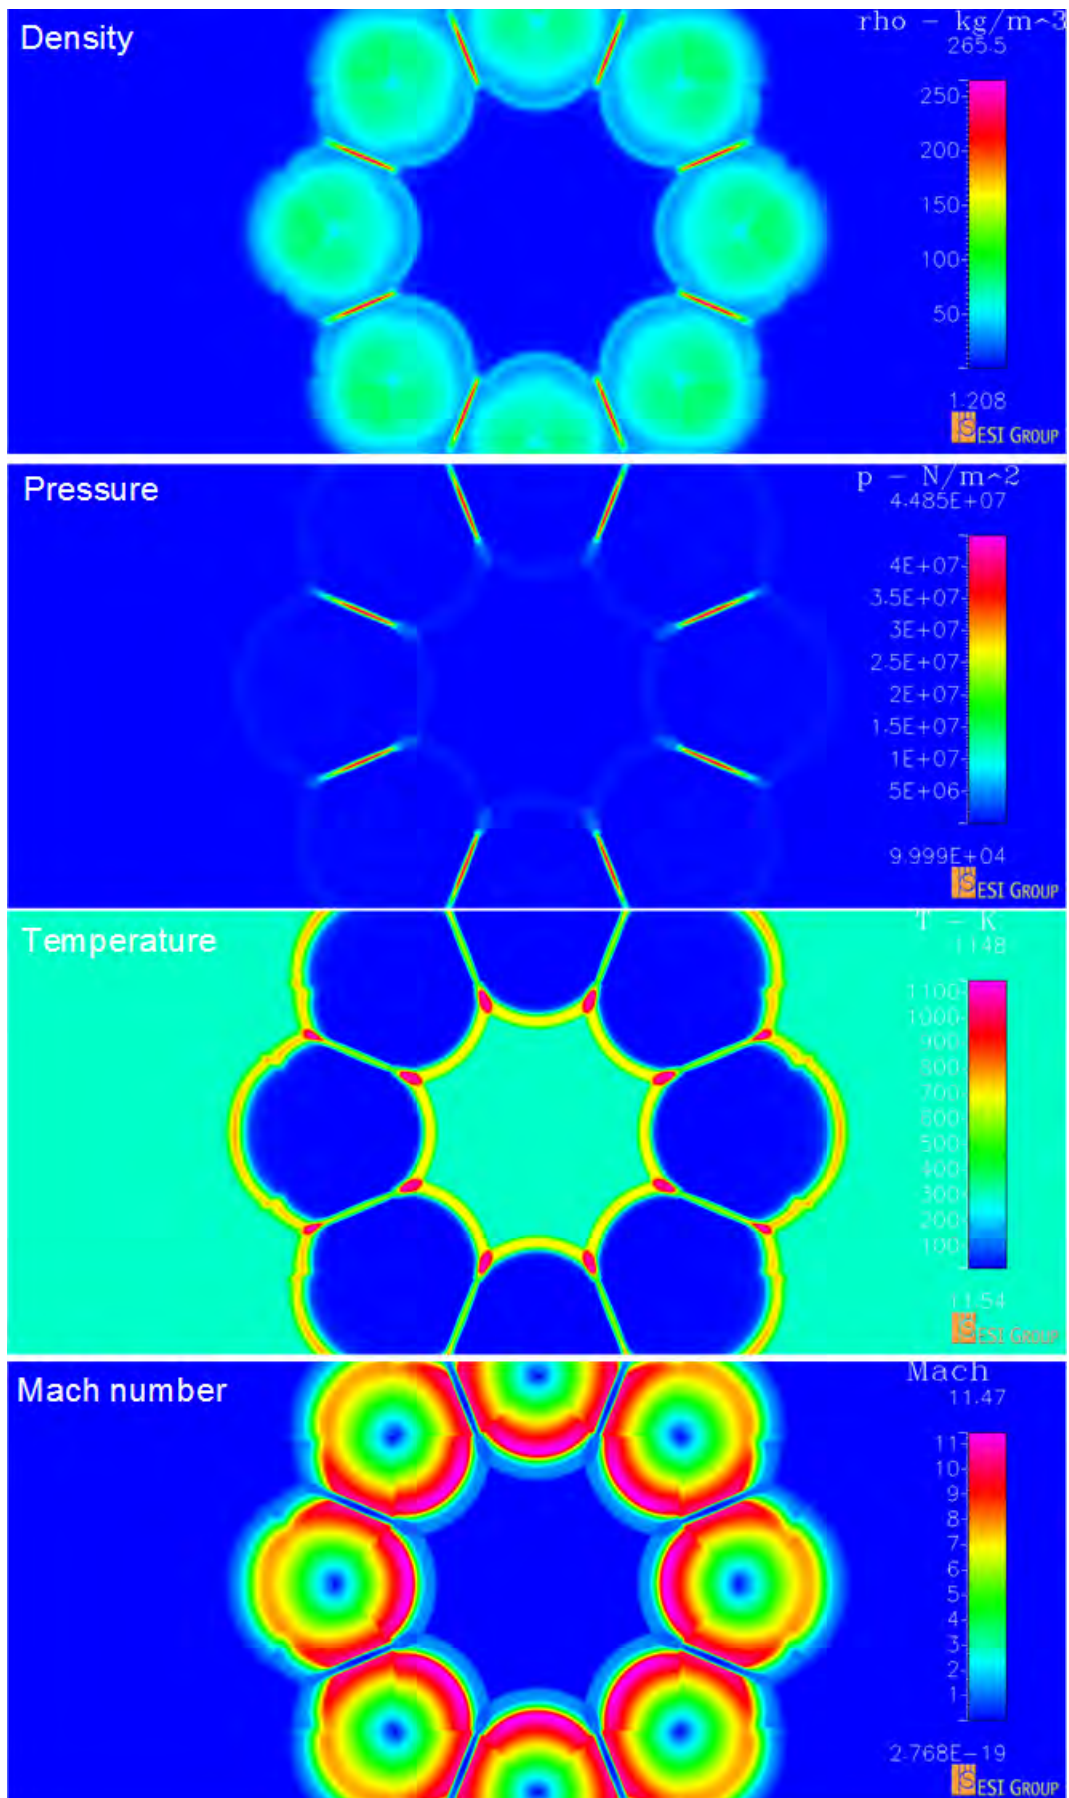 Density
rho - kg/m^3
265.5
250
200
150
100
50
1.208
ESI GROUP
Pressure
p - N/m^2
4.485E+07
4E+07
3.5E+07
3E+07
2.5E+07
2E+07
1.5E+07
1E+07
5E+06
9.999E+04
ESI GROUP
Temperature
T - K
1148
1100
1000
900
800
700
600
500
400
300
200
100
11.54
ESI GROUP
Mach number
Mach
11.47
11
10
9
8
7
6
5
4
3
2
1
2.768E-19
ESI GROUP